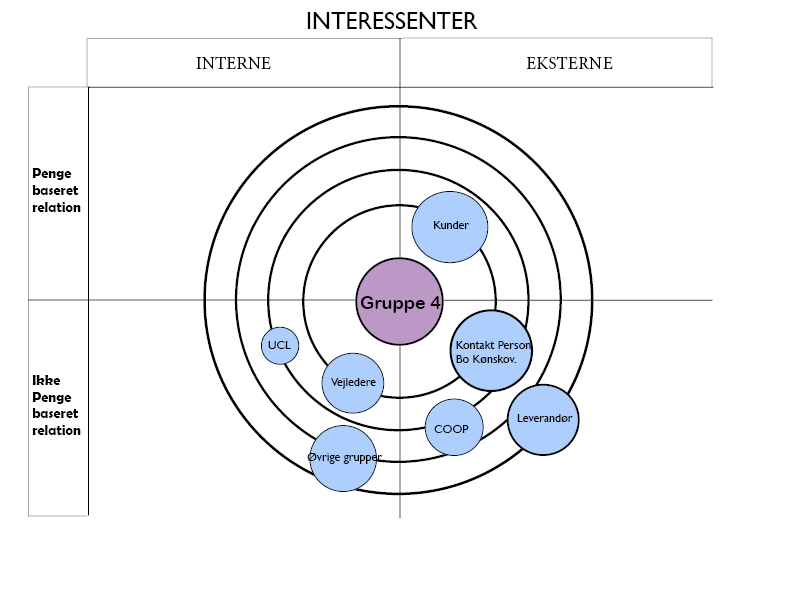 INTERESSENTER
INTERNE
EKSTERNE
Penge
baseret
relation
Kunder
Gruppe 4
UCL
Kontakt Person
Bo Kønskov.
Vejledere
Ikke
Penge
baseret
relation
COOP
Leverandør
Øvrige grupper